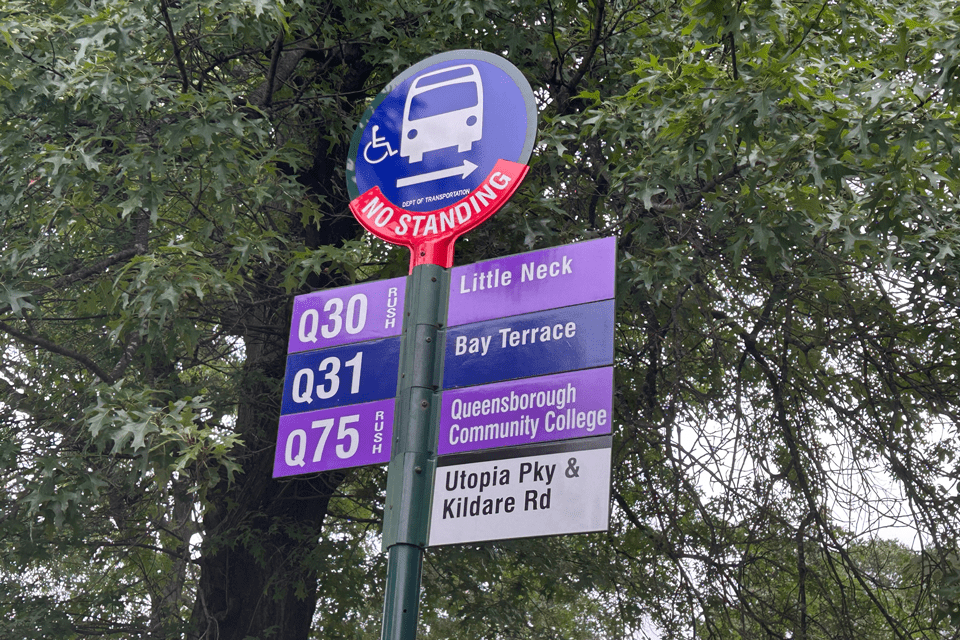 DEPT OF TRANSPORTATION
NO STANDING
Q30 RUSH
Little Neck
Q31
Bay Terrace
Q75 RUSH
Queensborough
Community College
Utopia Pky &
Kildare Rd